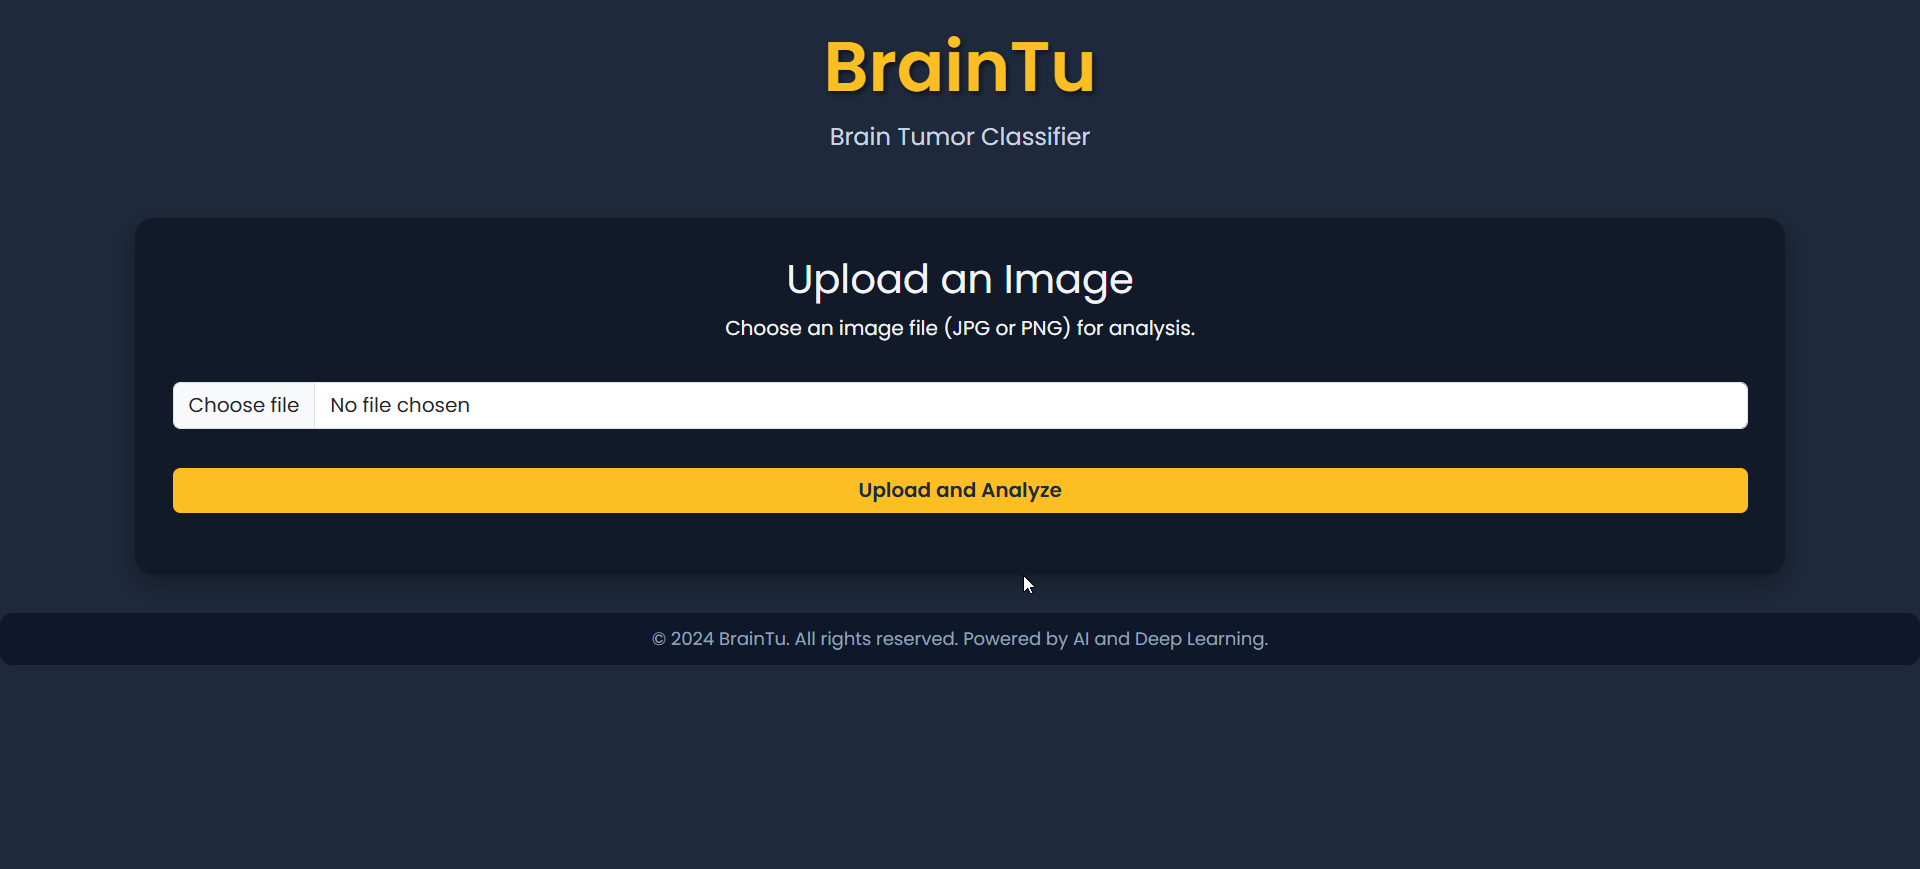 BrainTu
Brain Tumor Classifier
Upload an Image
Choose an image file (JPG or PNG) for analysis.
Choose file No file chosen
Upload and Analyze
© 2024 BrainTu. All rights reserved. Powered by AI and Deep Learning.